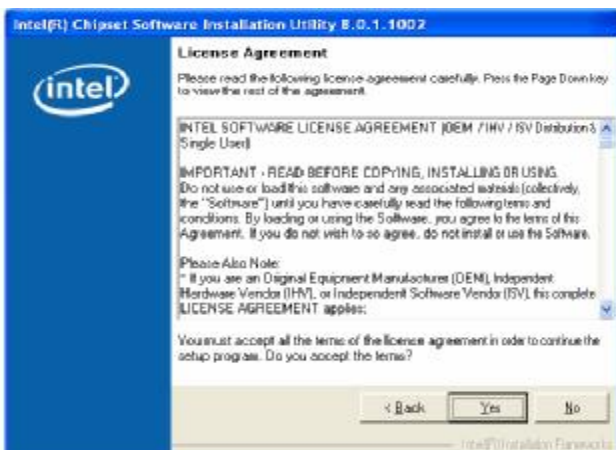 Intel(R) Chipset Software Installation Utility 8.0.1.1002
intel
License Agreement
Please read the following license agreement carefully. Press the Page Down key
to view the rest of the agreement.
INTEL SOFTWARE LICENSE AGREEMENT (OEM / IHV / ISV Distribution &
Single User)
IMPORTANT - READ BEFORE COPYING, INSTALLING OR USING.
Do not use or load this software and any associated materials (collectively,
the "Software") until you have carefully read the following terms and
conditions. By loading or using the Software, you agree to the terms of this
Agreement. If you do not wish to so agree, do not install or use the Software.
Please Also Note:
* If you are an Original Equipment Manufacturer (OEM), Independent
Hardware Vendor (IHV), or Independent Software Vendor (ISV), this complete
LICENSE AGREEMENT applies:
You must accept all the terms of the license agreement in order to continue the
setup program. Do you accept the terms?
< Back
Yes
No
Intel(R) Installation Framework